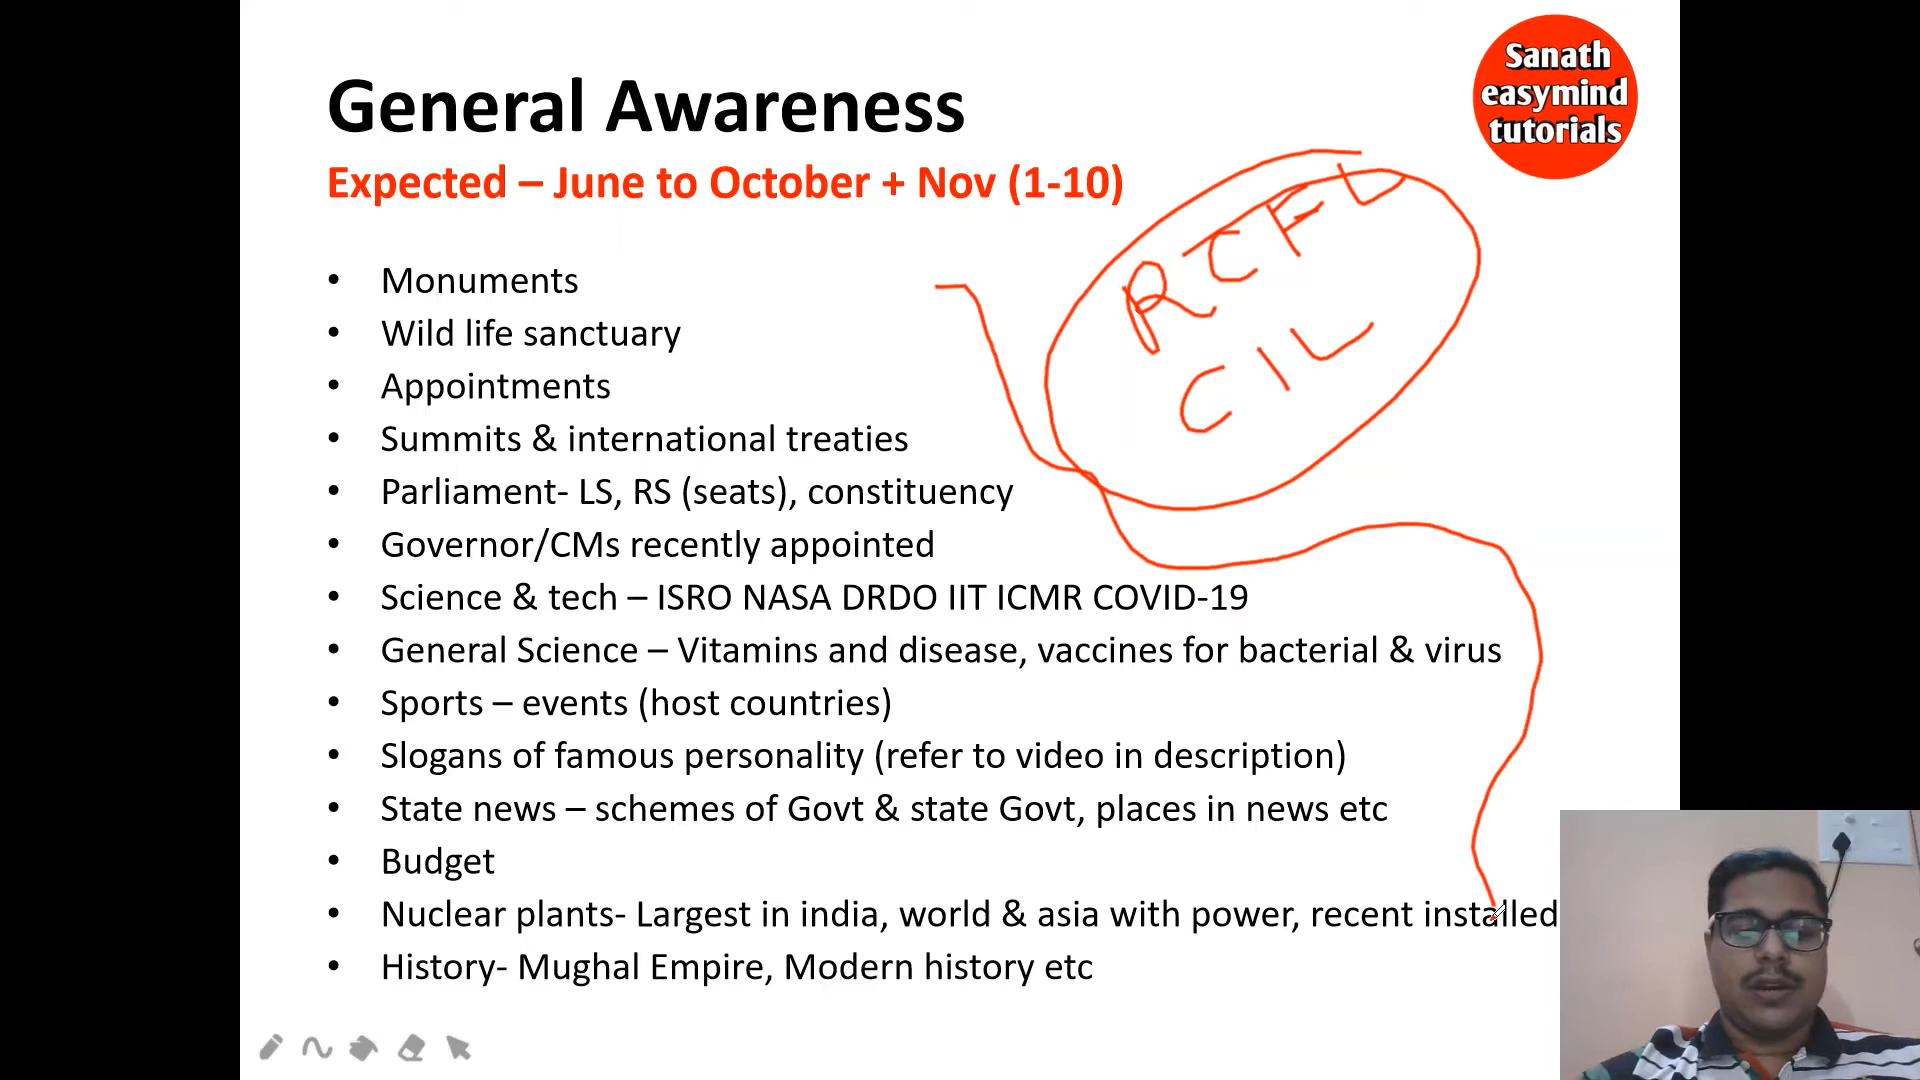 Sanath
easymind
tutorials
General Awareness
Expected – June to October + Nov (1-10)
RCFL
CIL
• Monuments
• Wild life sanctuary
• Appointments
• Summits & international treaties
• Parliament- LS, RS (seats), constituency
• Governor/CMs recently appointed
• Science & tech – ISRO NASA DRDO IIT ICMR COVID-19
• General Science – Vitamins and disease, vaccines for bacterial & virus
• Sports – events (host countries)
• Slogans of famous personality (refer to video in description)
• State news – schemes of Govt & state Govt, places in news etc
• Budget
• Nuclear plants- Largest in india, world & asia with power, recent installed
• History- Mughal Empire, Modern history etc